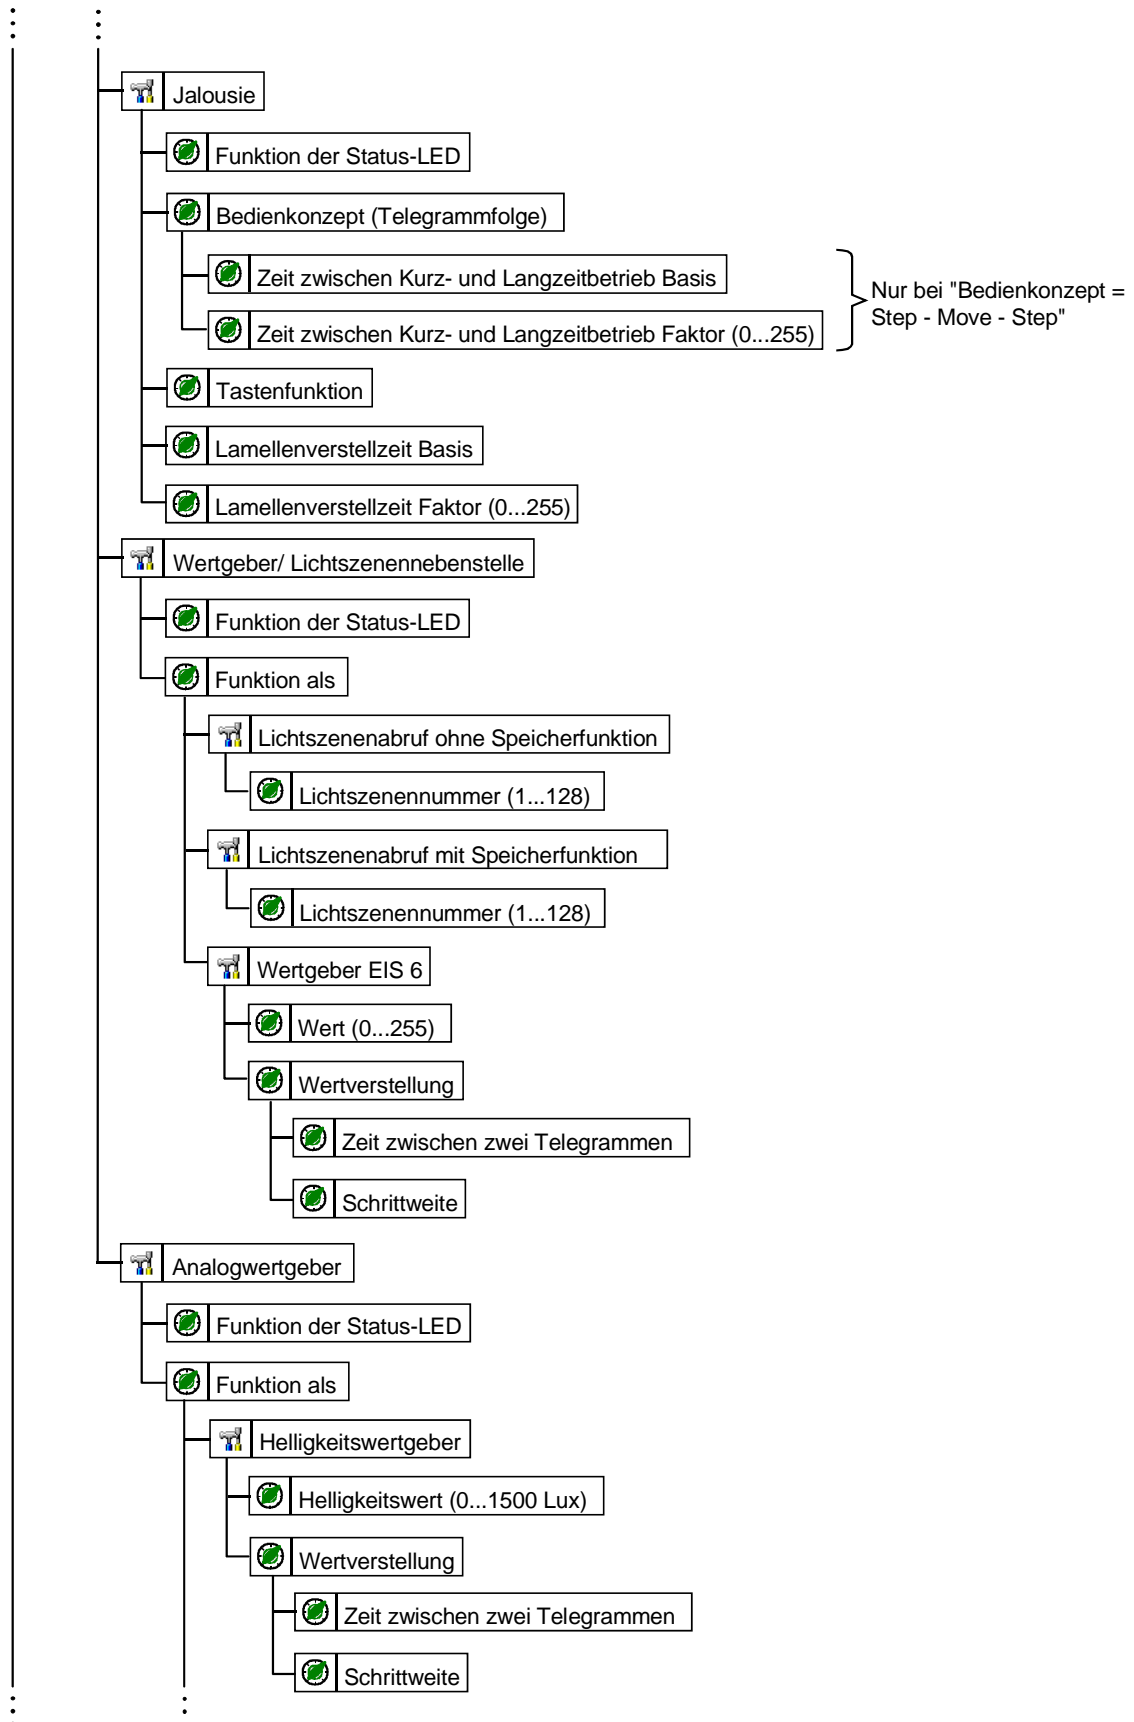 Jalousie
Funktion der Status-LED
Bedienkonzept (Telegrammfolge)
Zeit zwischen Kurz- und Langzeitbetrieb Basis
Nur bei "Bedienkonzept =
Step - Move - Step"
Zeit zwischen Kurz- und Langzeitbetrieb Faktor (0...255)
Tastenfunktion
Lamellenverstellzeit Basis
Lamellenverstellzeit Faktor (0...255)
Wertgeber/ Lichtszenennebenstelle
Funktion der Status-LED
Funktion als
Lichtszenenabruf ohne Speicherfunktion
Lichtszenennummer (1...128)
Lichtszenenabruf mit Speicherfunktion
Lichtszenennummer (1...128)
Wertgeber EIS 6
Wert (0...255)
Wertverstellung
Zeit zwischen zwei Telegrammen
Schrittweite
Analogwertgeber
Funktion der Status-LED
Funktion als
Helligkeitswertgeber
Helligkeitswert (0...1500 Lux)
Wertverstellung
Zeit zwischen zwei Telegrammen
Schrittweite